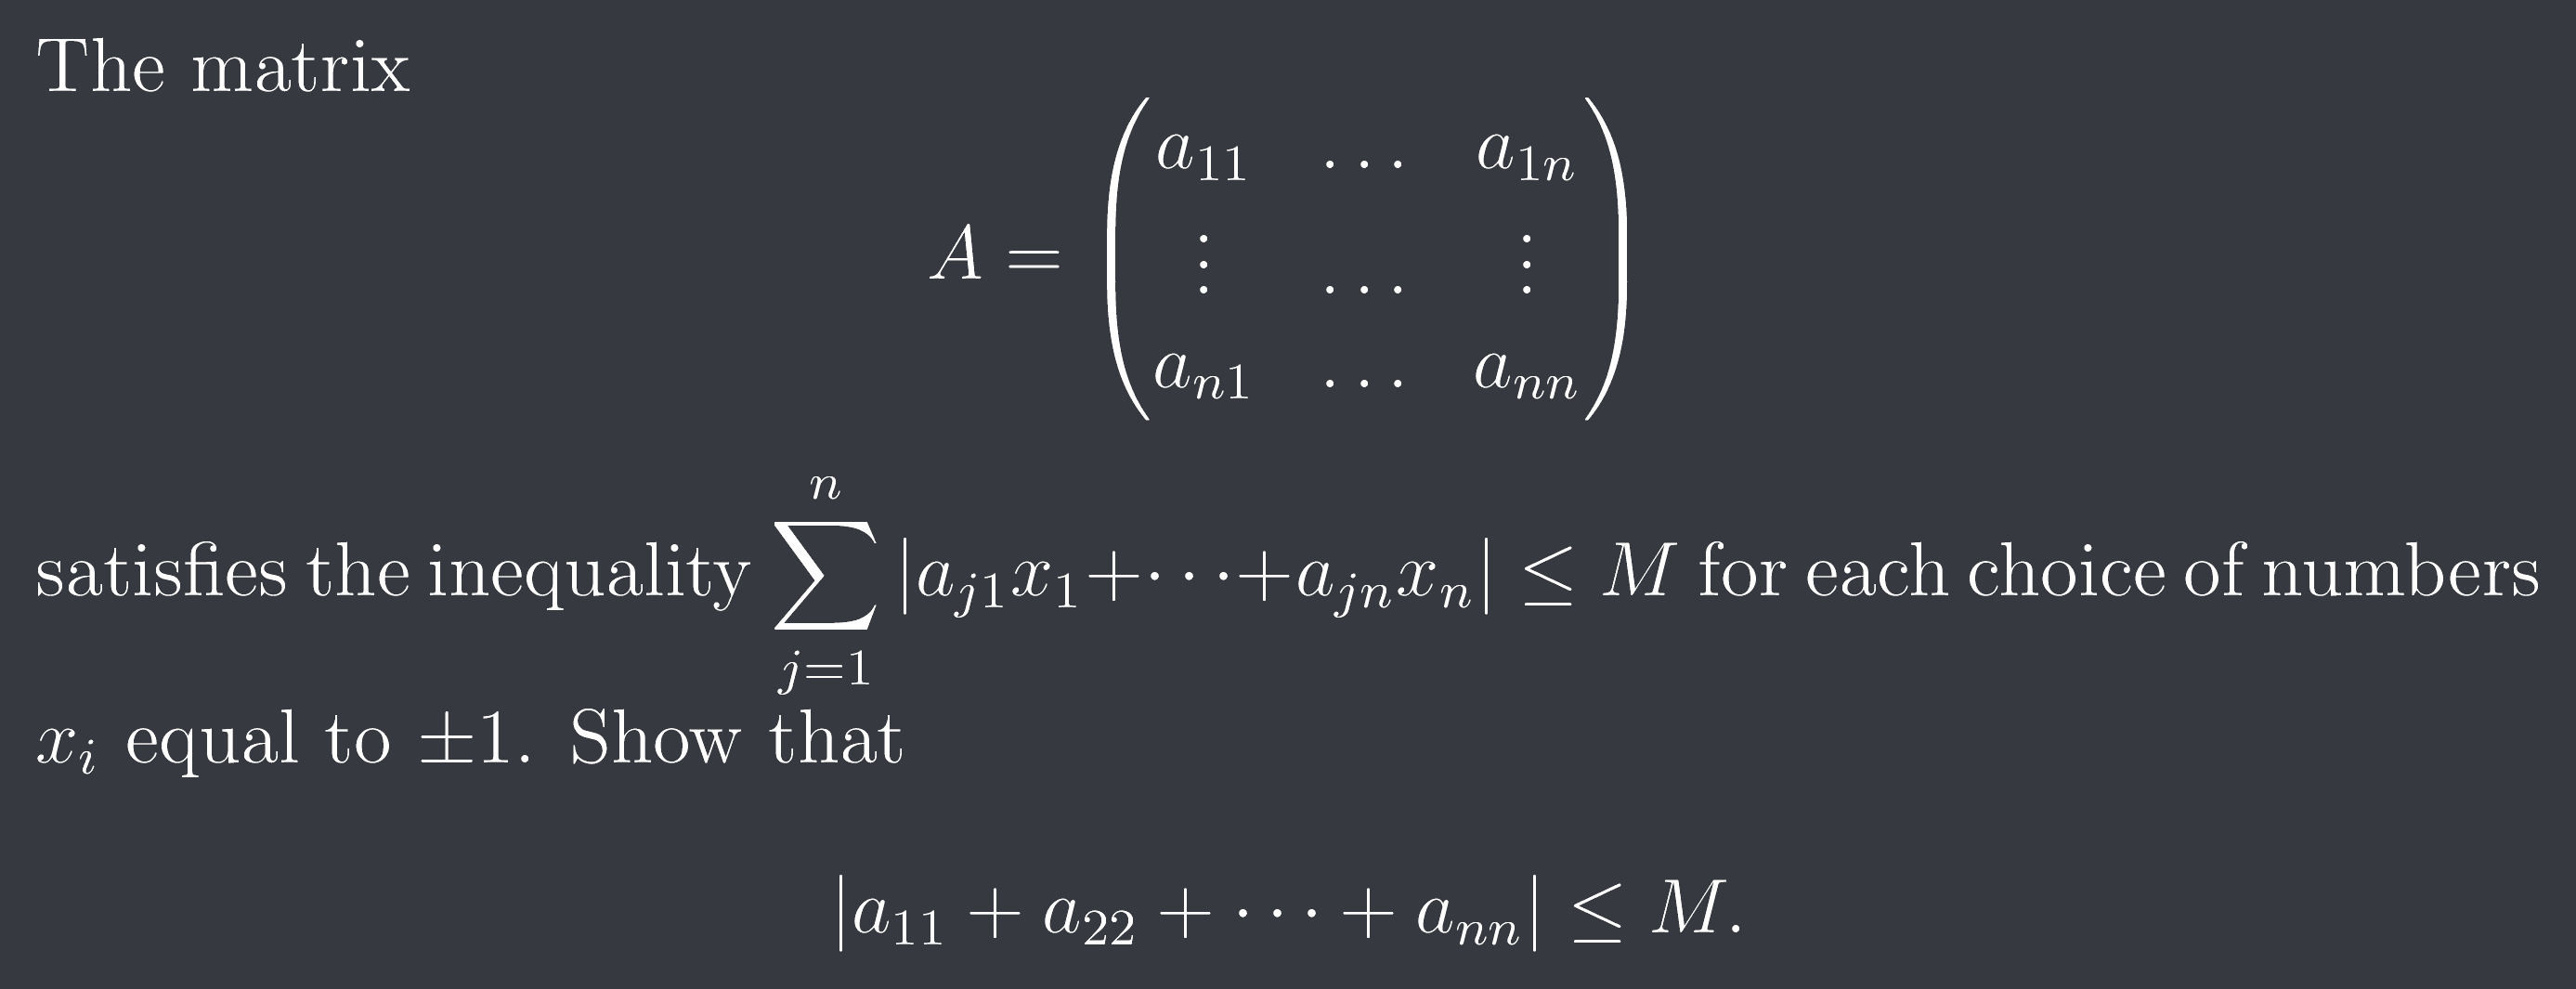 The matrix
$$A = \begin{pmatrix} a_{11} & \dots & a_{1n} \\ \vdots & \dots & \vdots \\ a_{n1} & \dots & a_{nn} \end{pmatrix}$$
satisfies the inequality $\sum_{j=1}^{n} |a_{j1}x_1 + \cdots + a_{jn}x_n| \leq M$ for each choice of numbers
$x_i$ equal to $\pm 1$. Show that
$$|a_{11} + a_{22} + \cdots + a_{nn}| \leq M.$$